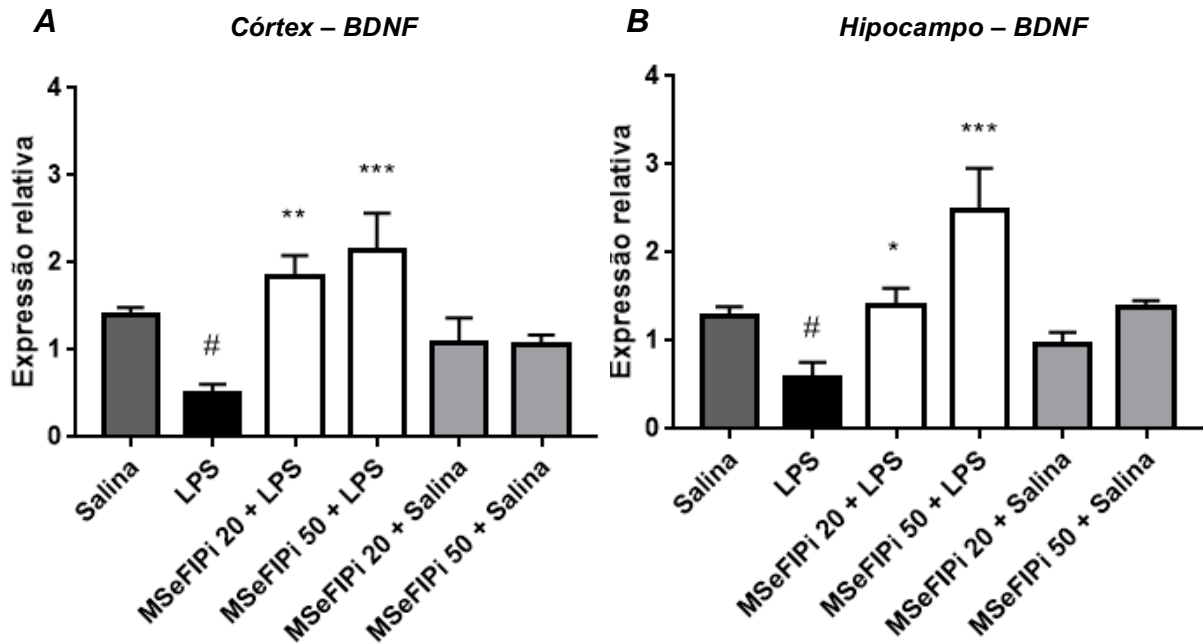 A
Córtex – BDNF
Expressão relativa
4
3
2
1
0
#
**
***
Salina
LPS
MSeFIPi 20 + LPS
MSeFIPi 50 + LPS
MSeFIPi 20 + Salina
MSeFIPi 50 + Salina
B
Hipocampo – BDNF
Expressão relativa
4
3
2
1
0
#
*
***
Salina
LPS
MSeFIPi 20 + LPS
MSeFIPi 50 + LPS
MSeFIPi 20 + Salina
MSeFIPi 50 + Salina